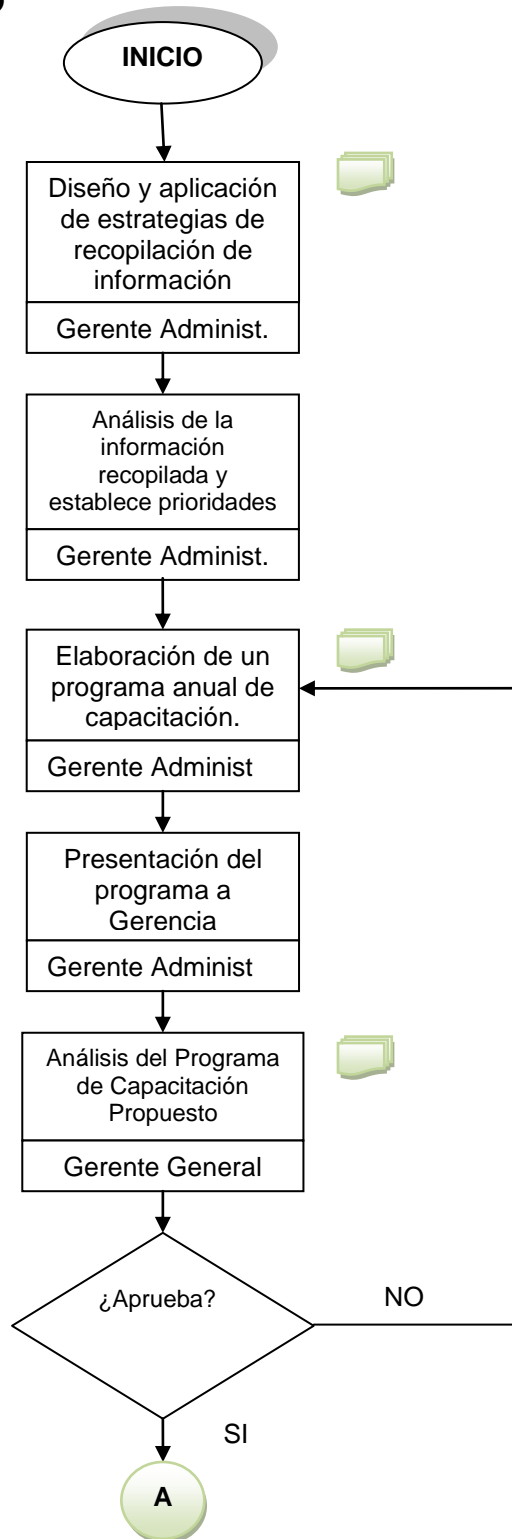 INICIO
Diseño y aplicación
de estrategias de
recopilación de
información
Gerente Administ.
Análisis de la
información
recopilada y
establece prioridades
Gerente Administ.
Elaboración de un
programa anual de
capacitación.
Gerente Administ
Presentación del
programa a
Gerencia
Gerente Administ
Análisis del Programa
de Capacitación
Propuesto
Gerente General
¿Aprueba?
NO
SI
A